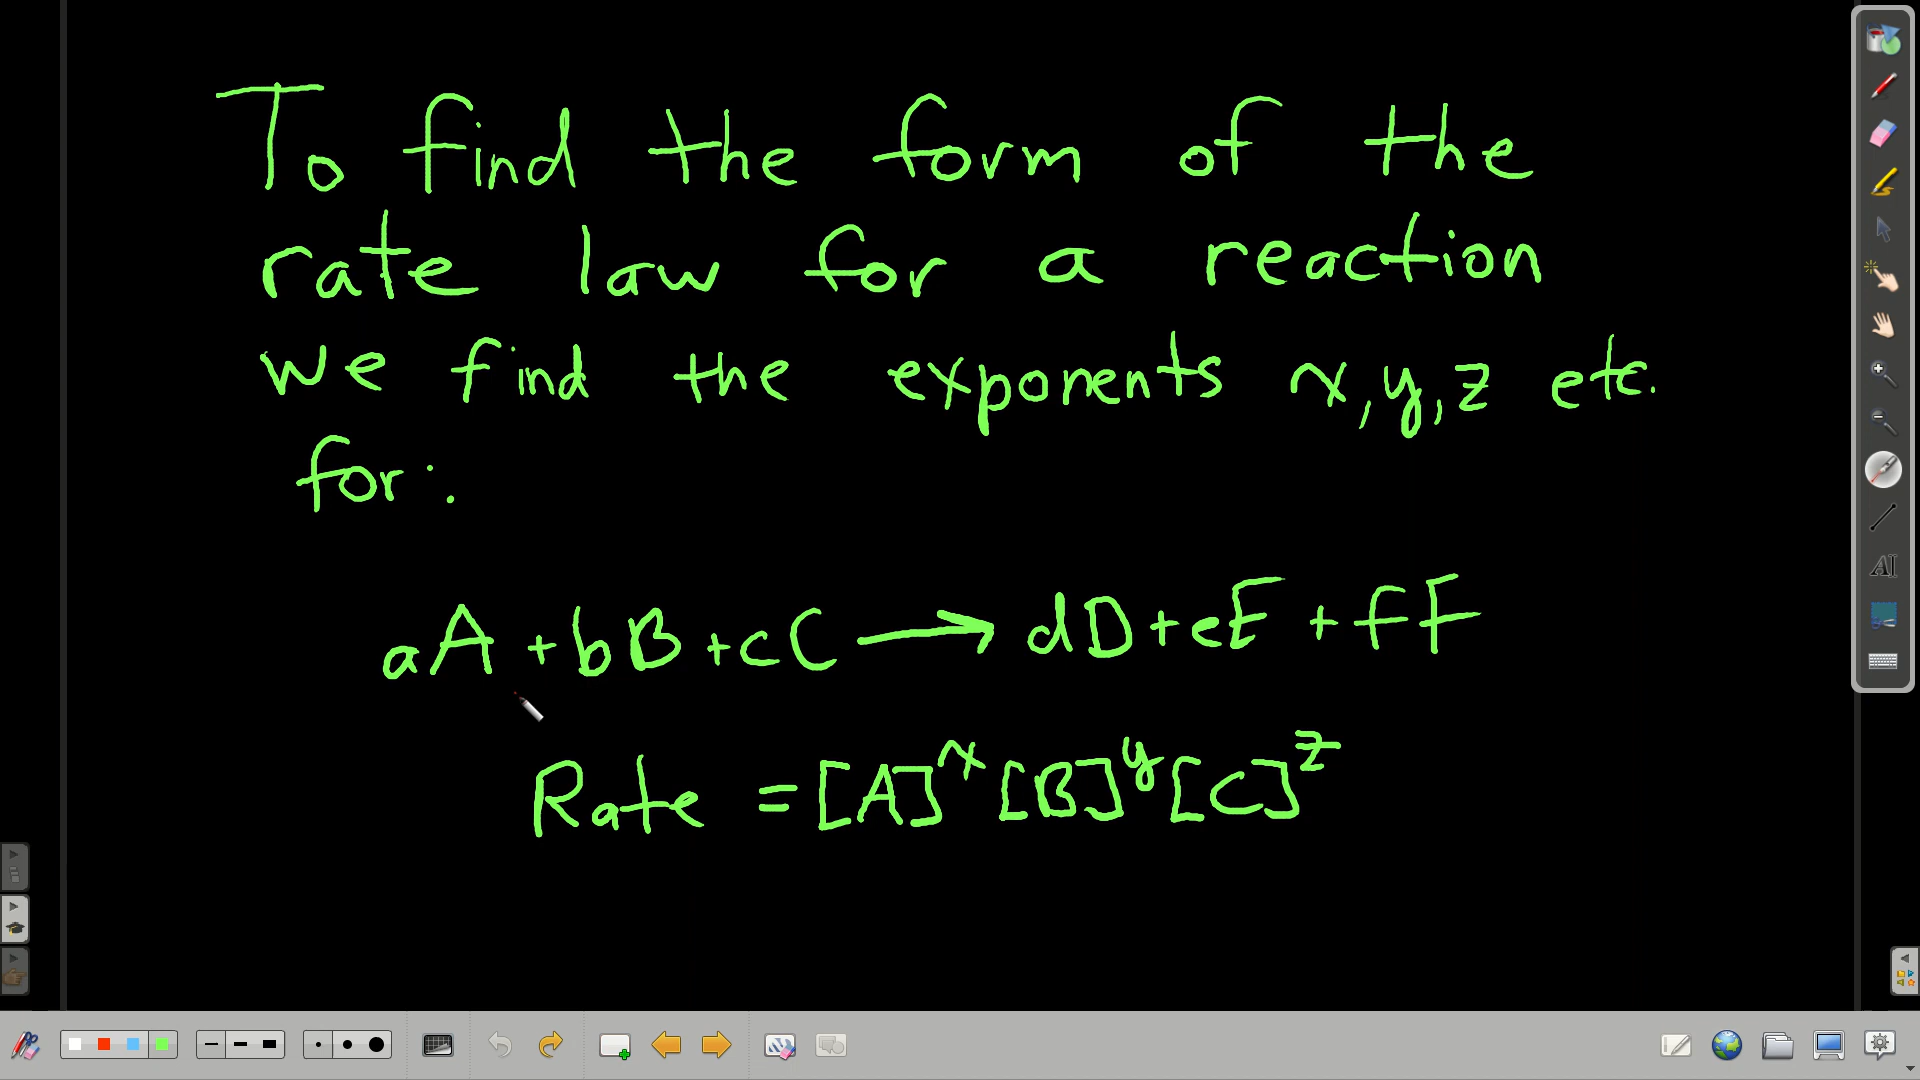 To find the form of the
rate law for a reaction
we find the exponents x, y, z etc.
for:
aA + bB + cC ⟶ dD + eE + fF
Rate = [A]^x [B]^y [C]^z